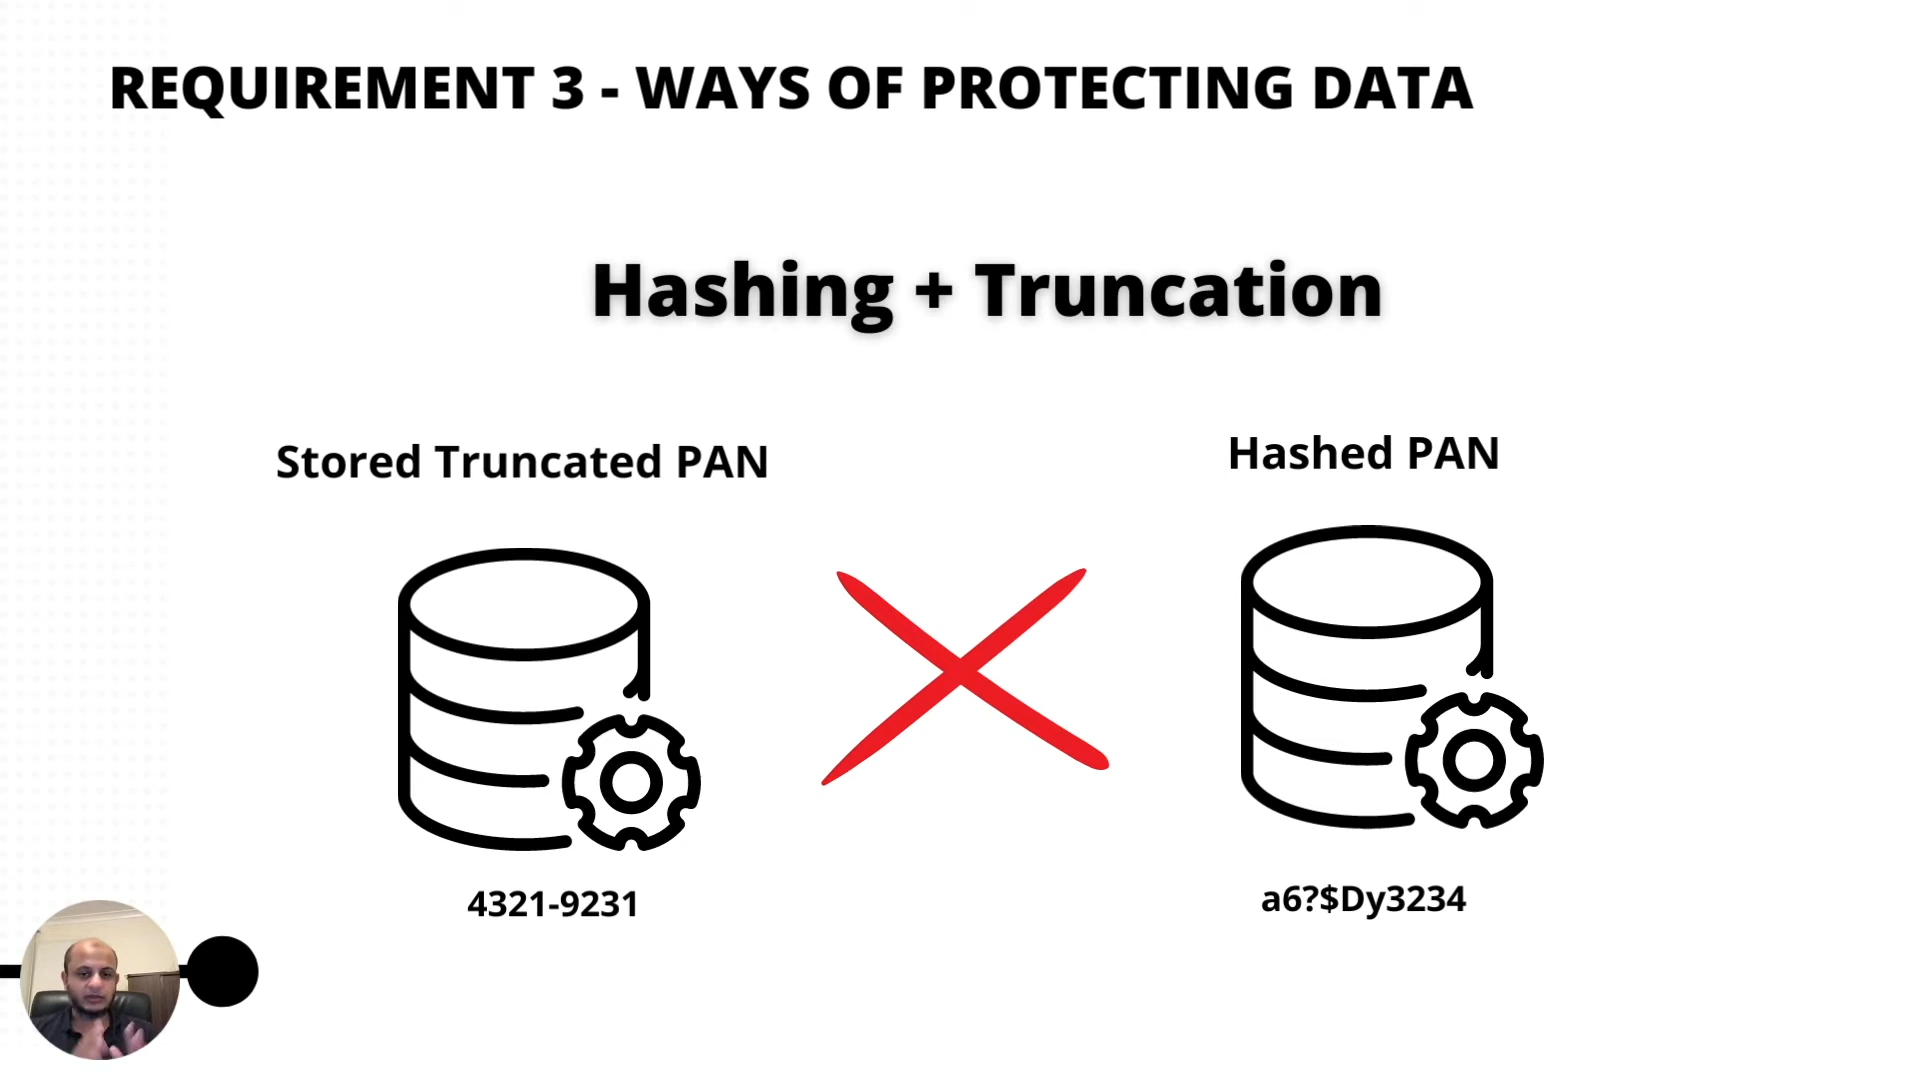 REQUIREMENT 3 - WAYS OF PROTECTING DATA
Hashing + Truncation
Stored Truncated PAN
Hashed PAN
4321-9231
a6?$Dy3234